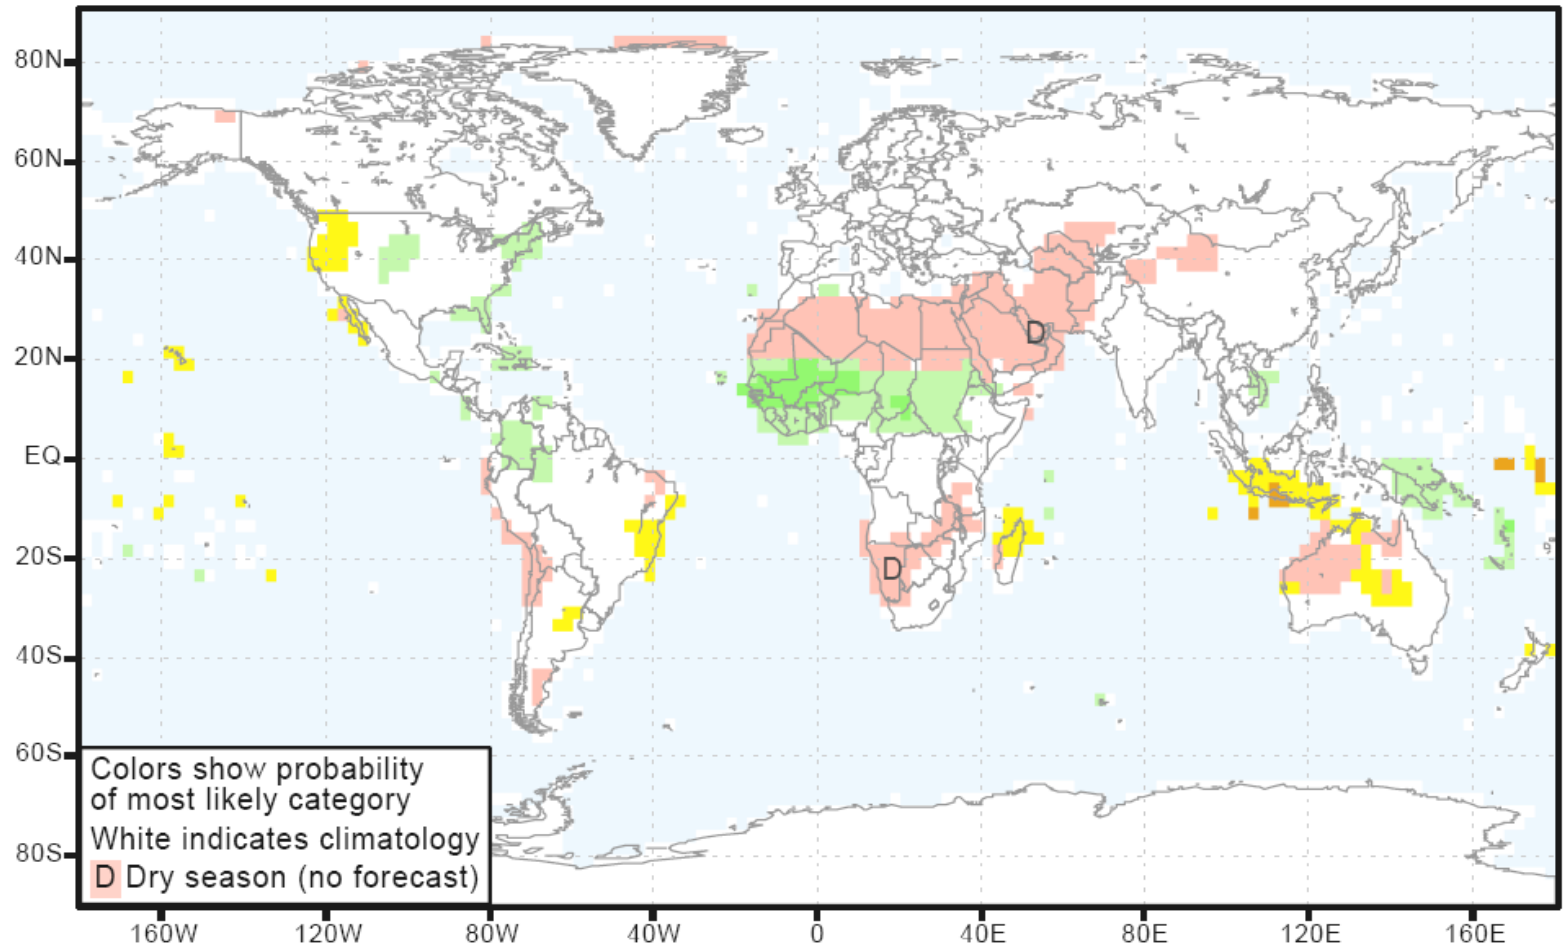 80N
60N
40N
20N
EQ
20S
40S
60S
80S
D
D
Colors show probability
of most likely category
White indicates climatology
D Dry season (no forecast)
160W 120W 80W 40W 0 40E 80E 120E 160E